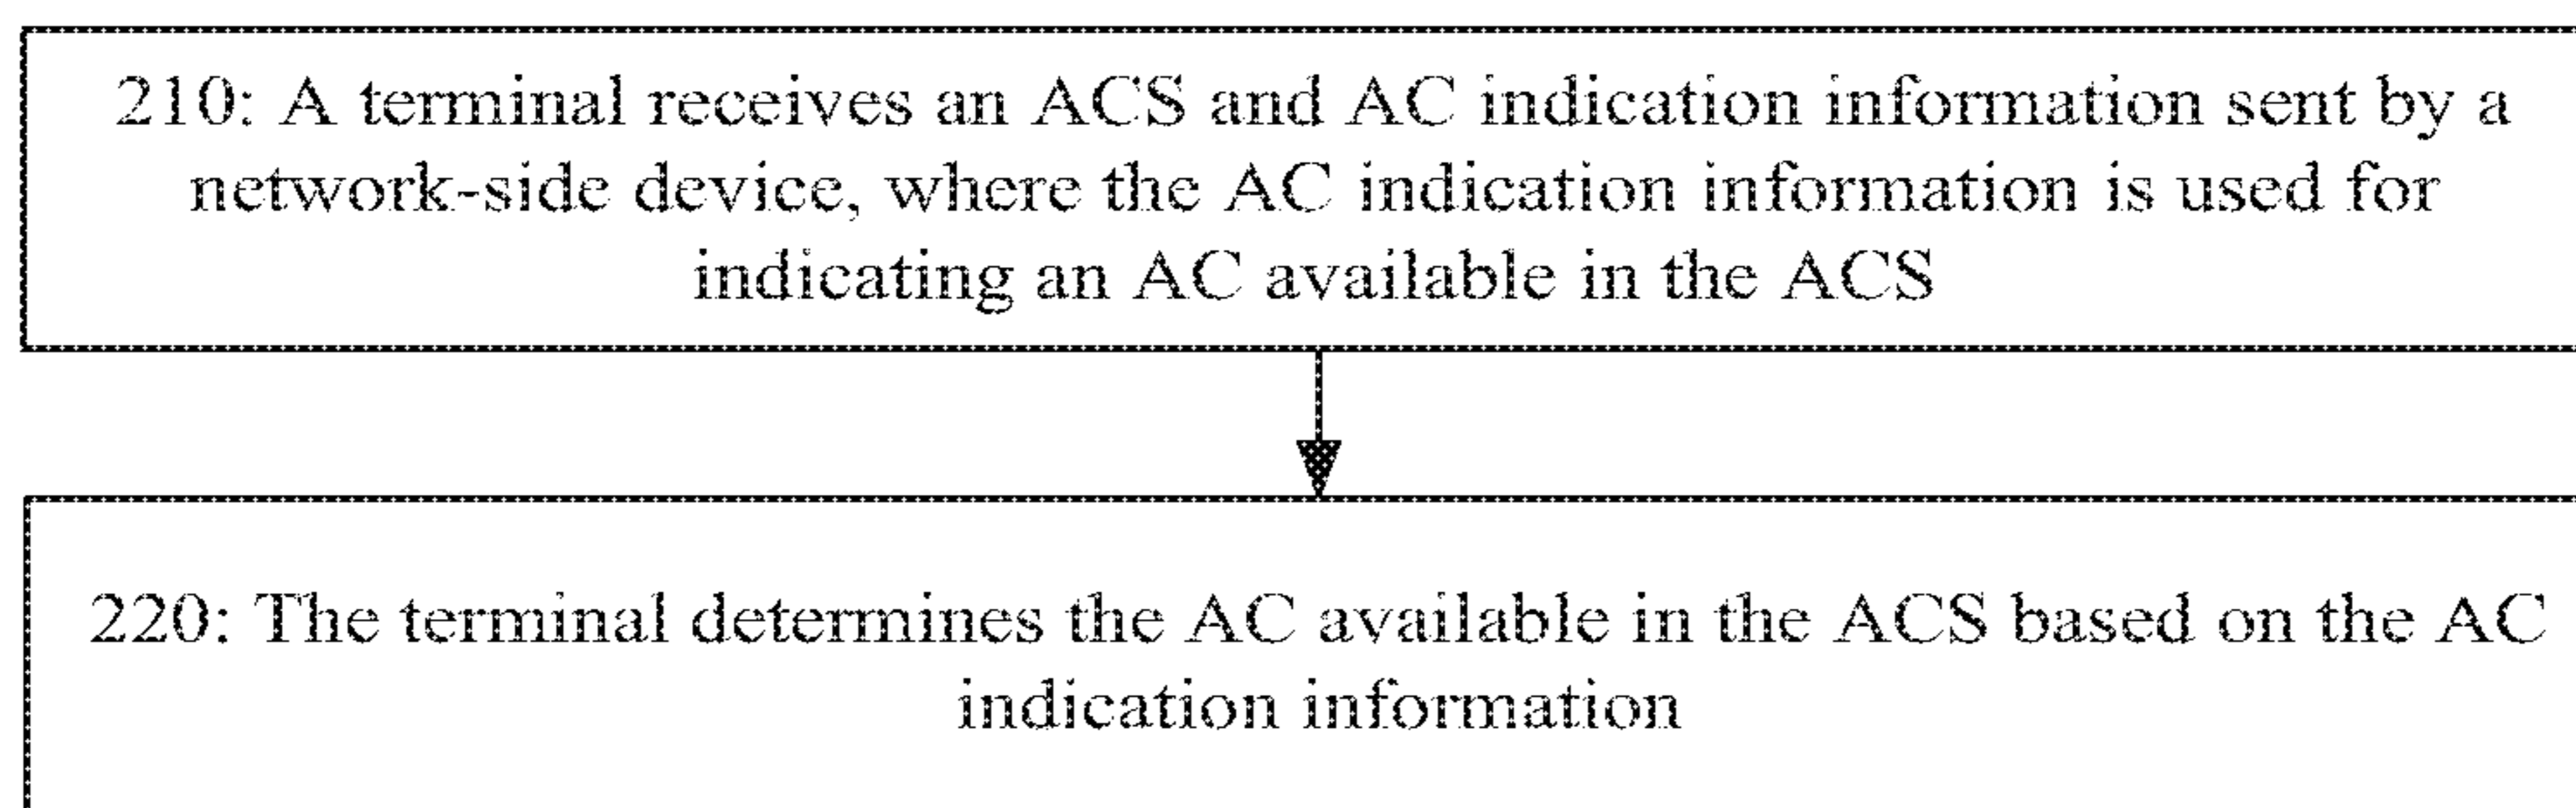 210: A terminal receives an ACS and AC indication information sent by a
network-side device, where the AC indication information is used for
indicating an AC available in the ACS
220: The terminal determines the AC available in the ACS based on the AC
indication information